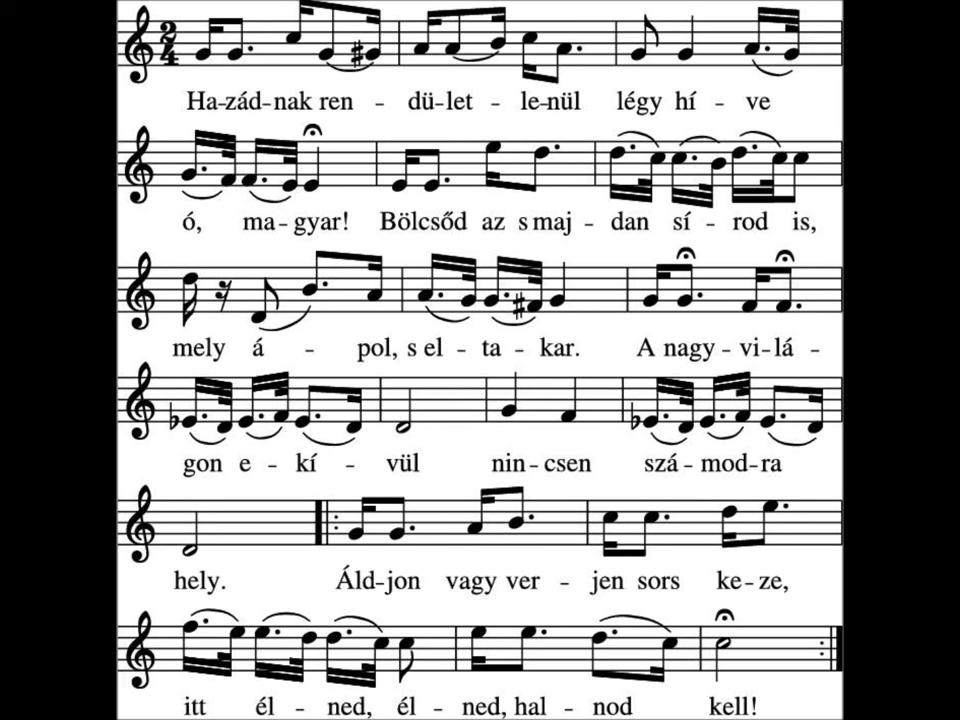 2
4
Ha-zád-nak ren - dü-let - le-nül légy hí - ve
ó, ma-gyar! Bölcsőd az s maj - dan sí - rod is,
mely á - pol, s el - ta - kar. A nagy-vi-lá-
gon e - kí - vül nin - csen szá - mod - ra
hely. Áld-jon vagy ver - jen sors ke-ze,
itt él - ned, él - ned, hal - nod kell!